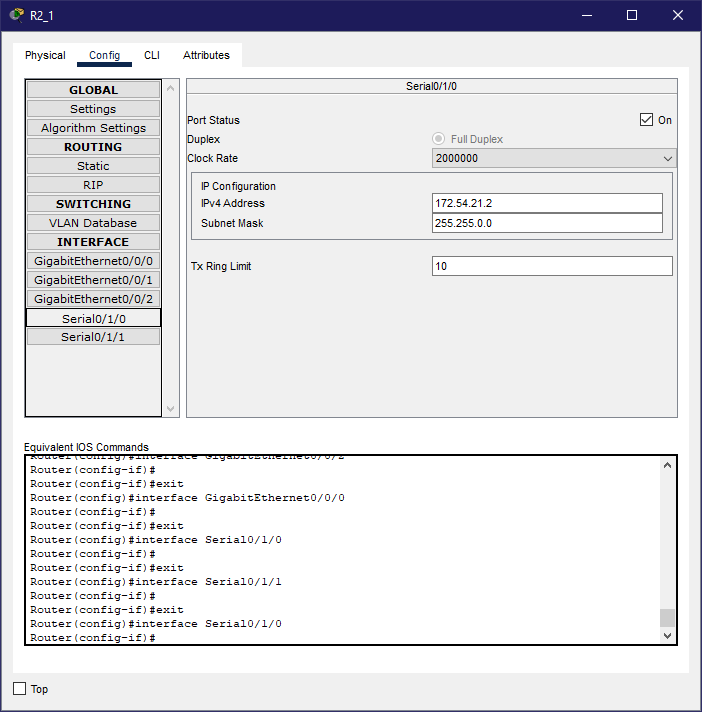 R2_1
Physical Config CLI Attributes
GLOBAL
Settings
Algorithm Settings
ROUTING
Static
RIP
SWITCHING
VLAN Database
INTERFACE
GigabitEthernet0/0/0
GigabitEthernet0/0/1
GigabitEthernet0/0/2
Serial0/1/0
Serial0/1/1
Serial0/1/0
Port Status On
Duplex Full Duplex
Clock Rate 2000000
IP Configuration
IPv4 Address 172.54.21.2
Subnet Mask 255.255.0.0
Tx Ring Limit 10
Equivalent IOS Commands
Router(config)#interface GigabitEthernet0/0/2
Router(config-if)#
Router(config-if)#exit
Router(config)#interface GigabitEthernet0/0/0
Router(config-if)#
Router(config-if)#exit
Router(config)#interface Serial0/1/0
Router(config-if)#
Router(config-if)#exit
Router(config)#interface Serial0/1/1
Router(config-if)#
Router(config-if)#exit
Router(config)#interface Serial0/1/0
Router(config-if)#
Top